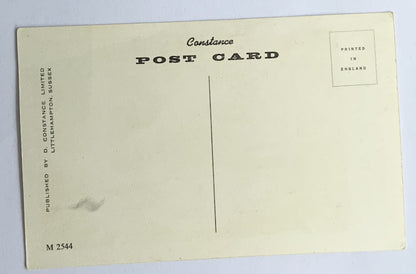 Constance
POST CARD
PRINTED
IN
ENGLAND
PUBLISHED BY D. CONSTANCE LIMITED
LITTLEHAMPTON, SUSSEX
M 2544